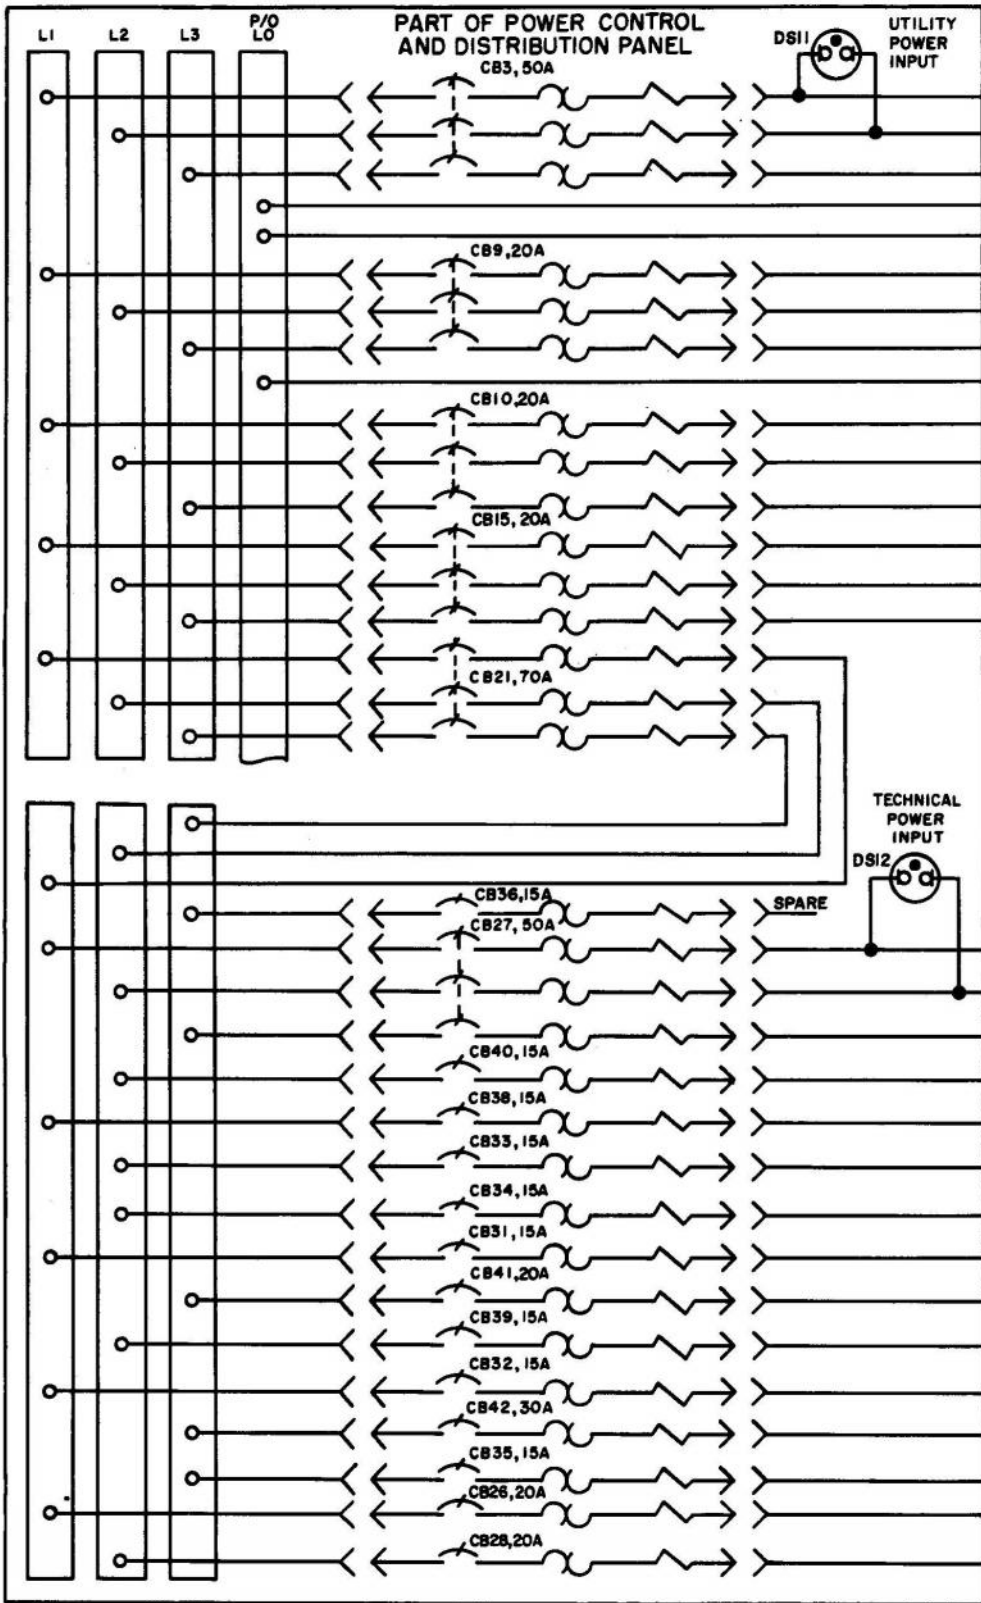 L1
L2
L3
P/O
L0
PART OF POWER CONTROL
AND DISTRIBUTION PANEL
DS11
UTILITY
POWER
INPUT
CB3, 50A
CB9, 20A
CB10, 20A
CB15, 20A
CB21, 70A
TECHNICAL
POWER
INPUT
DS12
CB36, 15A
SPARE
CB27, 50A
CB40, 15A
CB38, 15A
CB33, 15A
CB34, 15A
CB31, 15A
CB41, 20A
CB39, 15A
CB32, 15A
CB42, 30A
CB35, 15A
CB26, 20A
CB28, 20A